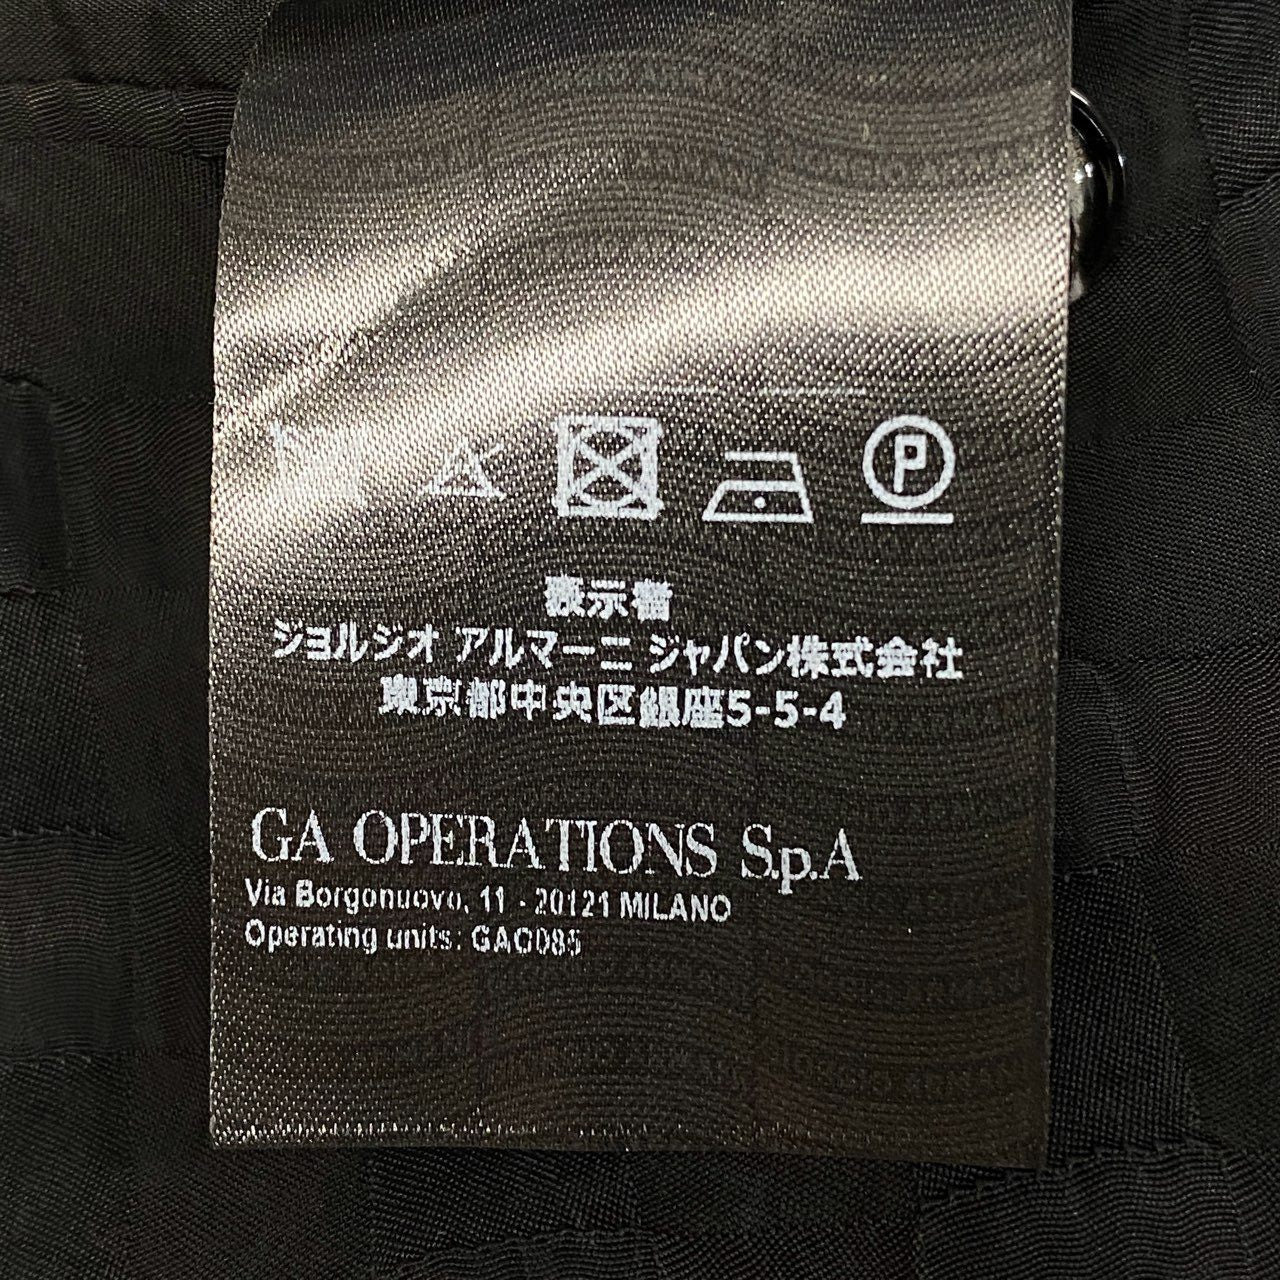 P
表示者
ジョルジオ アルマーニ ジャパン株式会社
東京都中央区銀座5-5-4
GA OPERATIONS S.p.A
Via Borgonuovo, 11 - 20121 MILANO
Operating units: GAO085